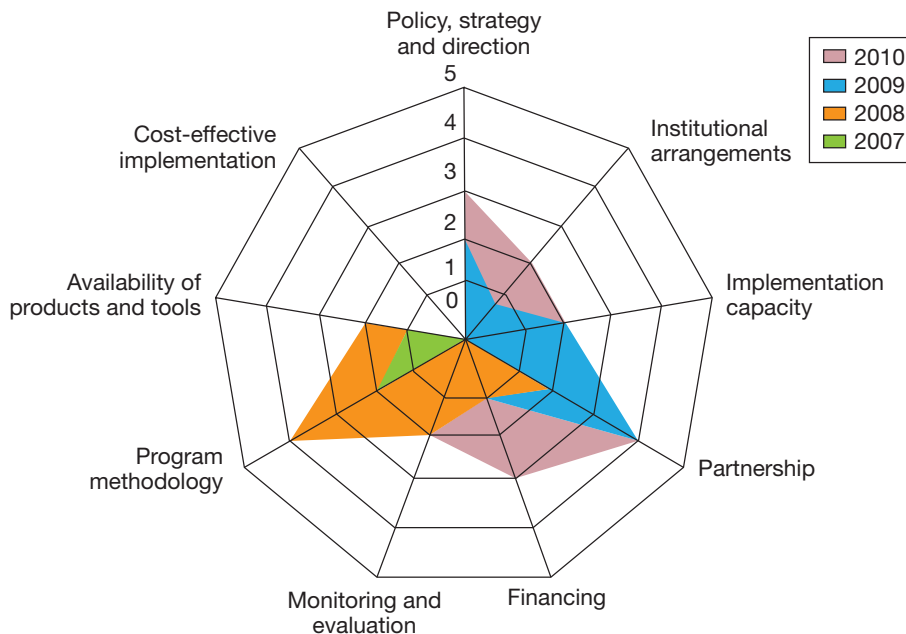 Policy, strategy
and direction
5
4
3
2
1
0
2010
2009
2008
2007
Institutional
arrangements
Implementation
capacity
Partnership
Financing
Monitoring and
evaluation
Program
methodology
Availability of
products and tools
Cost-effective
implementation